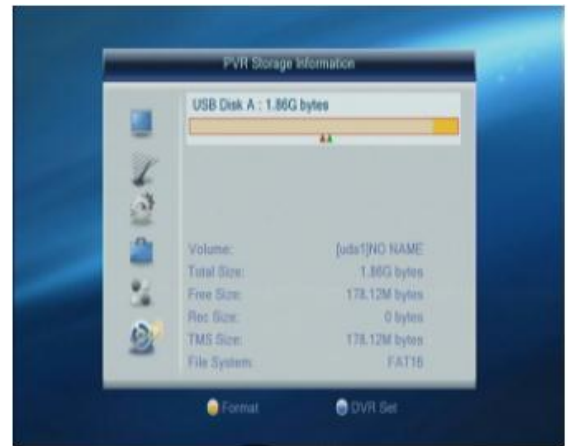 PVR Storage Information
USB Disk A : 1.86G bytes
Volume: [uda1]NO NAME
Total Size: 1.86G bytes
Free Size: 178.12M bytes
Rec Size: 0 bytes
TMS Size: 178.12M bytes
File System: FAT16
Format DVR Set